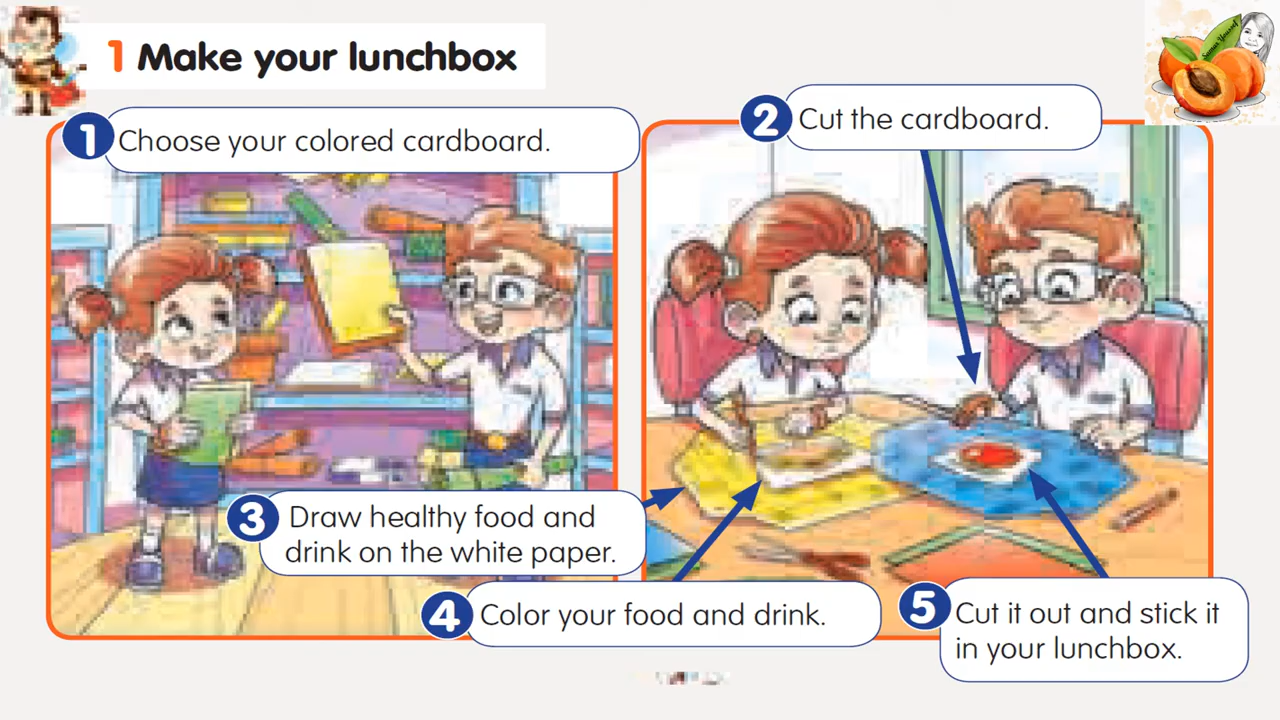 1 Make your lunchbox
1 Choose your colored cardboard.
2 Cut the cardboard.
3 Draw healthy food and
drink on the white paper.
4 Color your food and drink.
5 Cut it out and stick it
in your lunchbox.
Samar Youssef